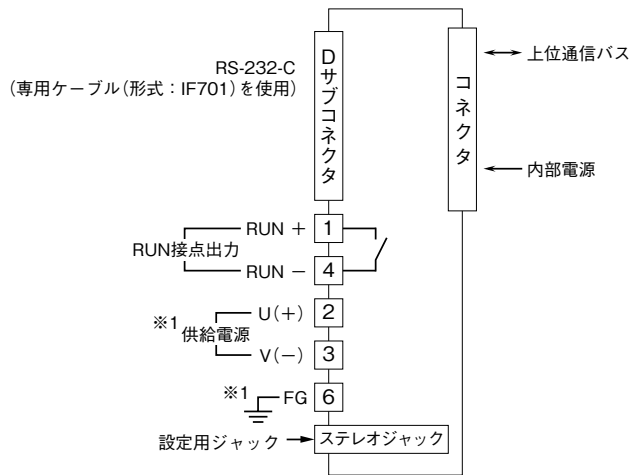 RS-232-C
(専用ケーブル(形式：IF701)を使用)
Dサブコネクタ
コネクタ
上位通信バス
内部電源
RUN接点出力
RUN ＋
1
RUN －
4
※1
供給電源
U(＋)
2
V(－)
3
※1
FG
6
設定用ジャック
ステレオジャック